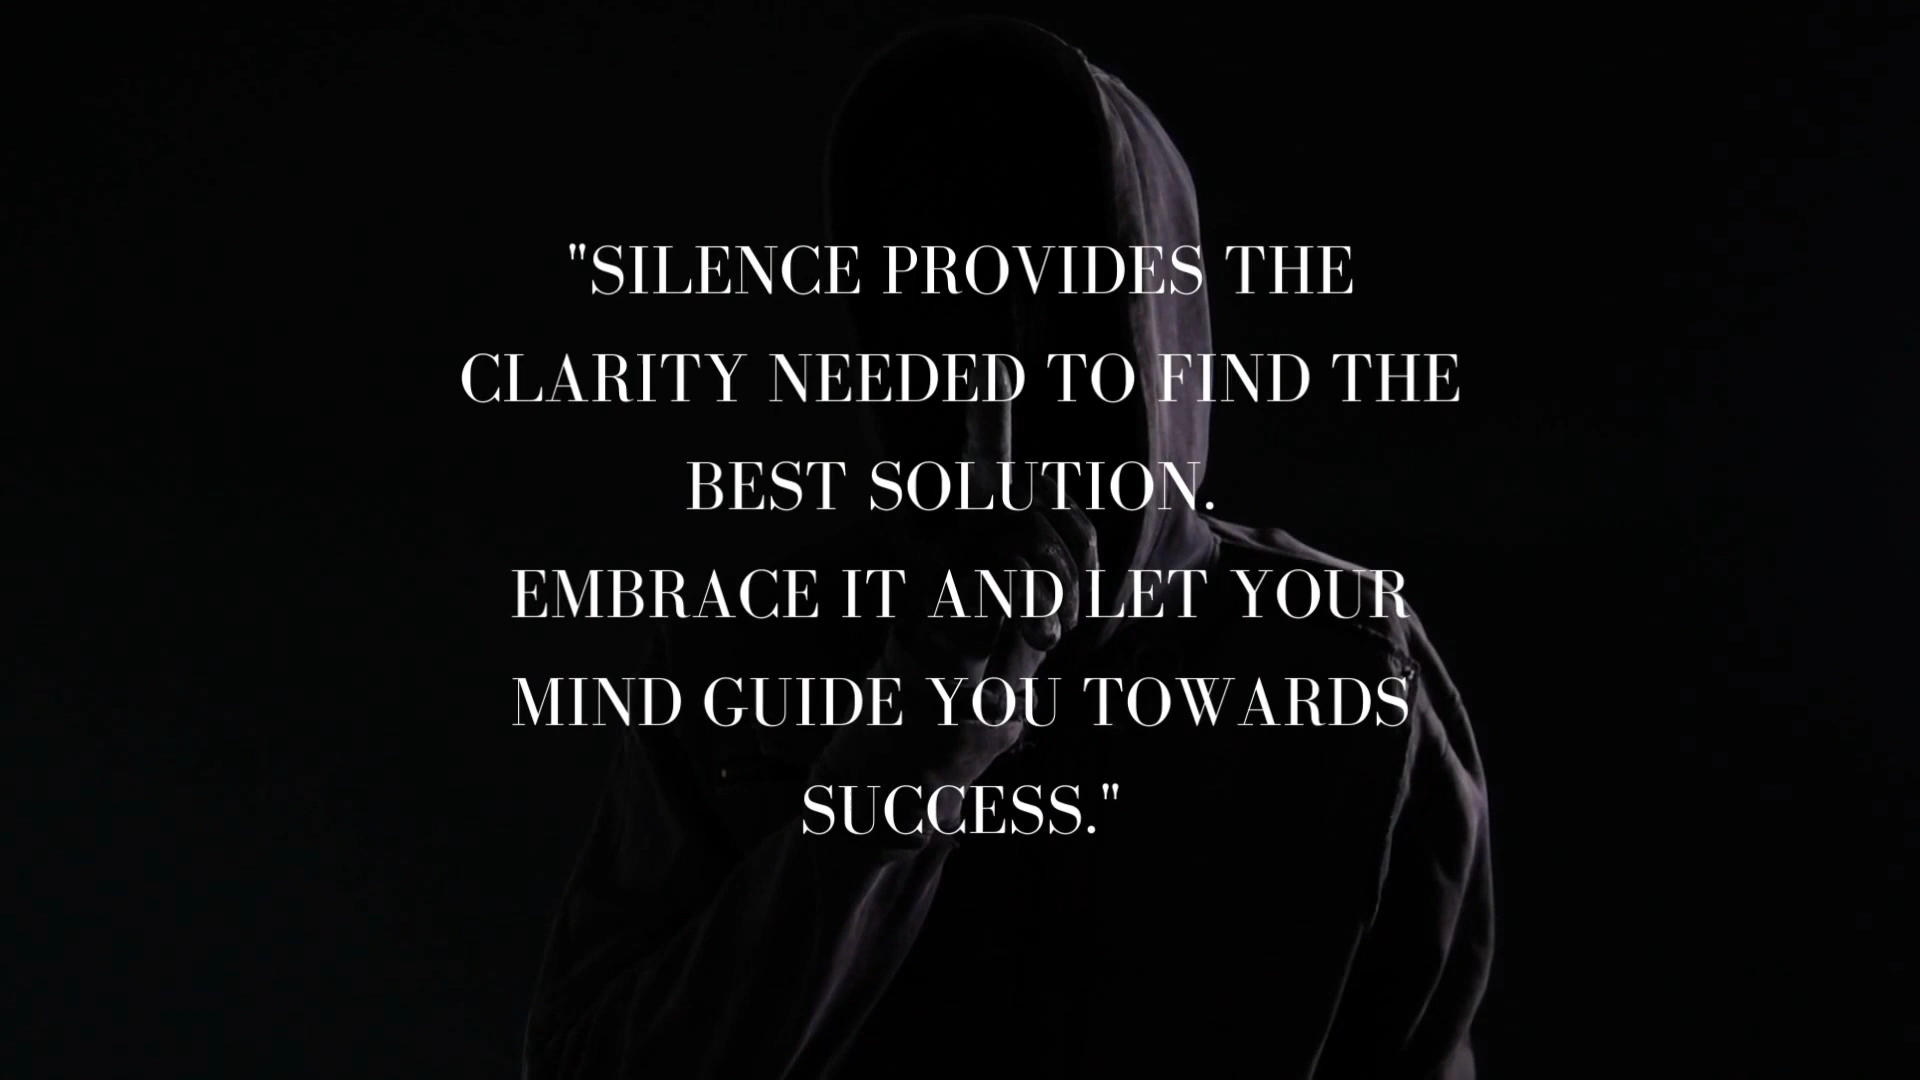 "SILENCE PROVIDES THE
CLARITY NEEDED TO FIND THE
BEST SOLUTION.
EMBRACE IT AND LET YOUR
MIND GUIDE YOU TOWARDS
SUCCESS."